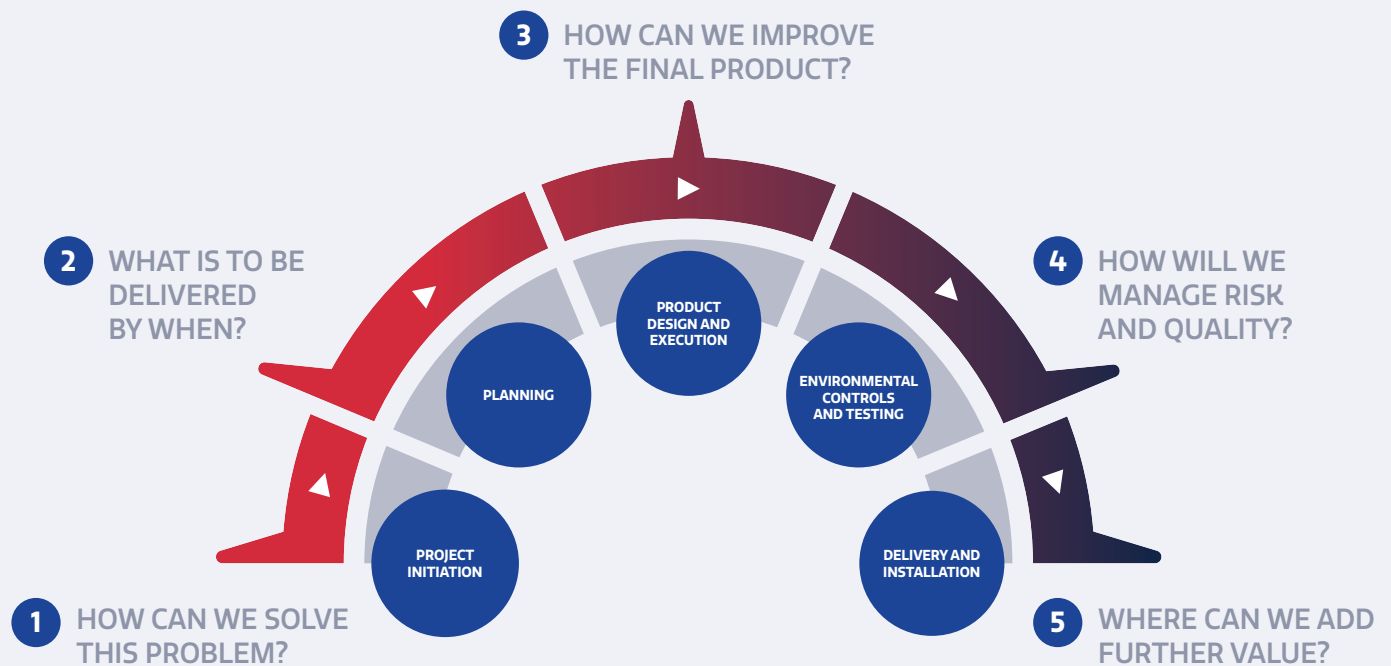 3
HOW CAN WE IMPROVE
THE FINAL PRODUCT?
2
WHAT IS TO BE
DELIVERED
BY WHEN?
4
HOW WILL WE
MANAGE RISK
AND QUALITY?
PRODUCT
DESIGN AND
EXECUTION
PLANNING
ENVIRONMENTAL
CONTROLS
AND TESTING
PROJECT
INITIATION
DELIVERY AND
INSTALLATION
1
HOW CAN WE SOLVE
THIS PROBLEM?
5
WHERE CAN WE ADD
FURTHER VALUE?